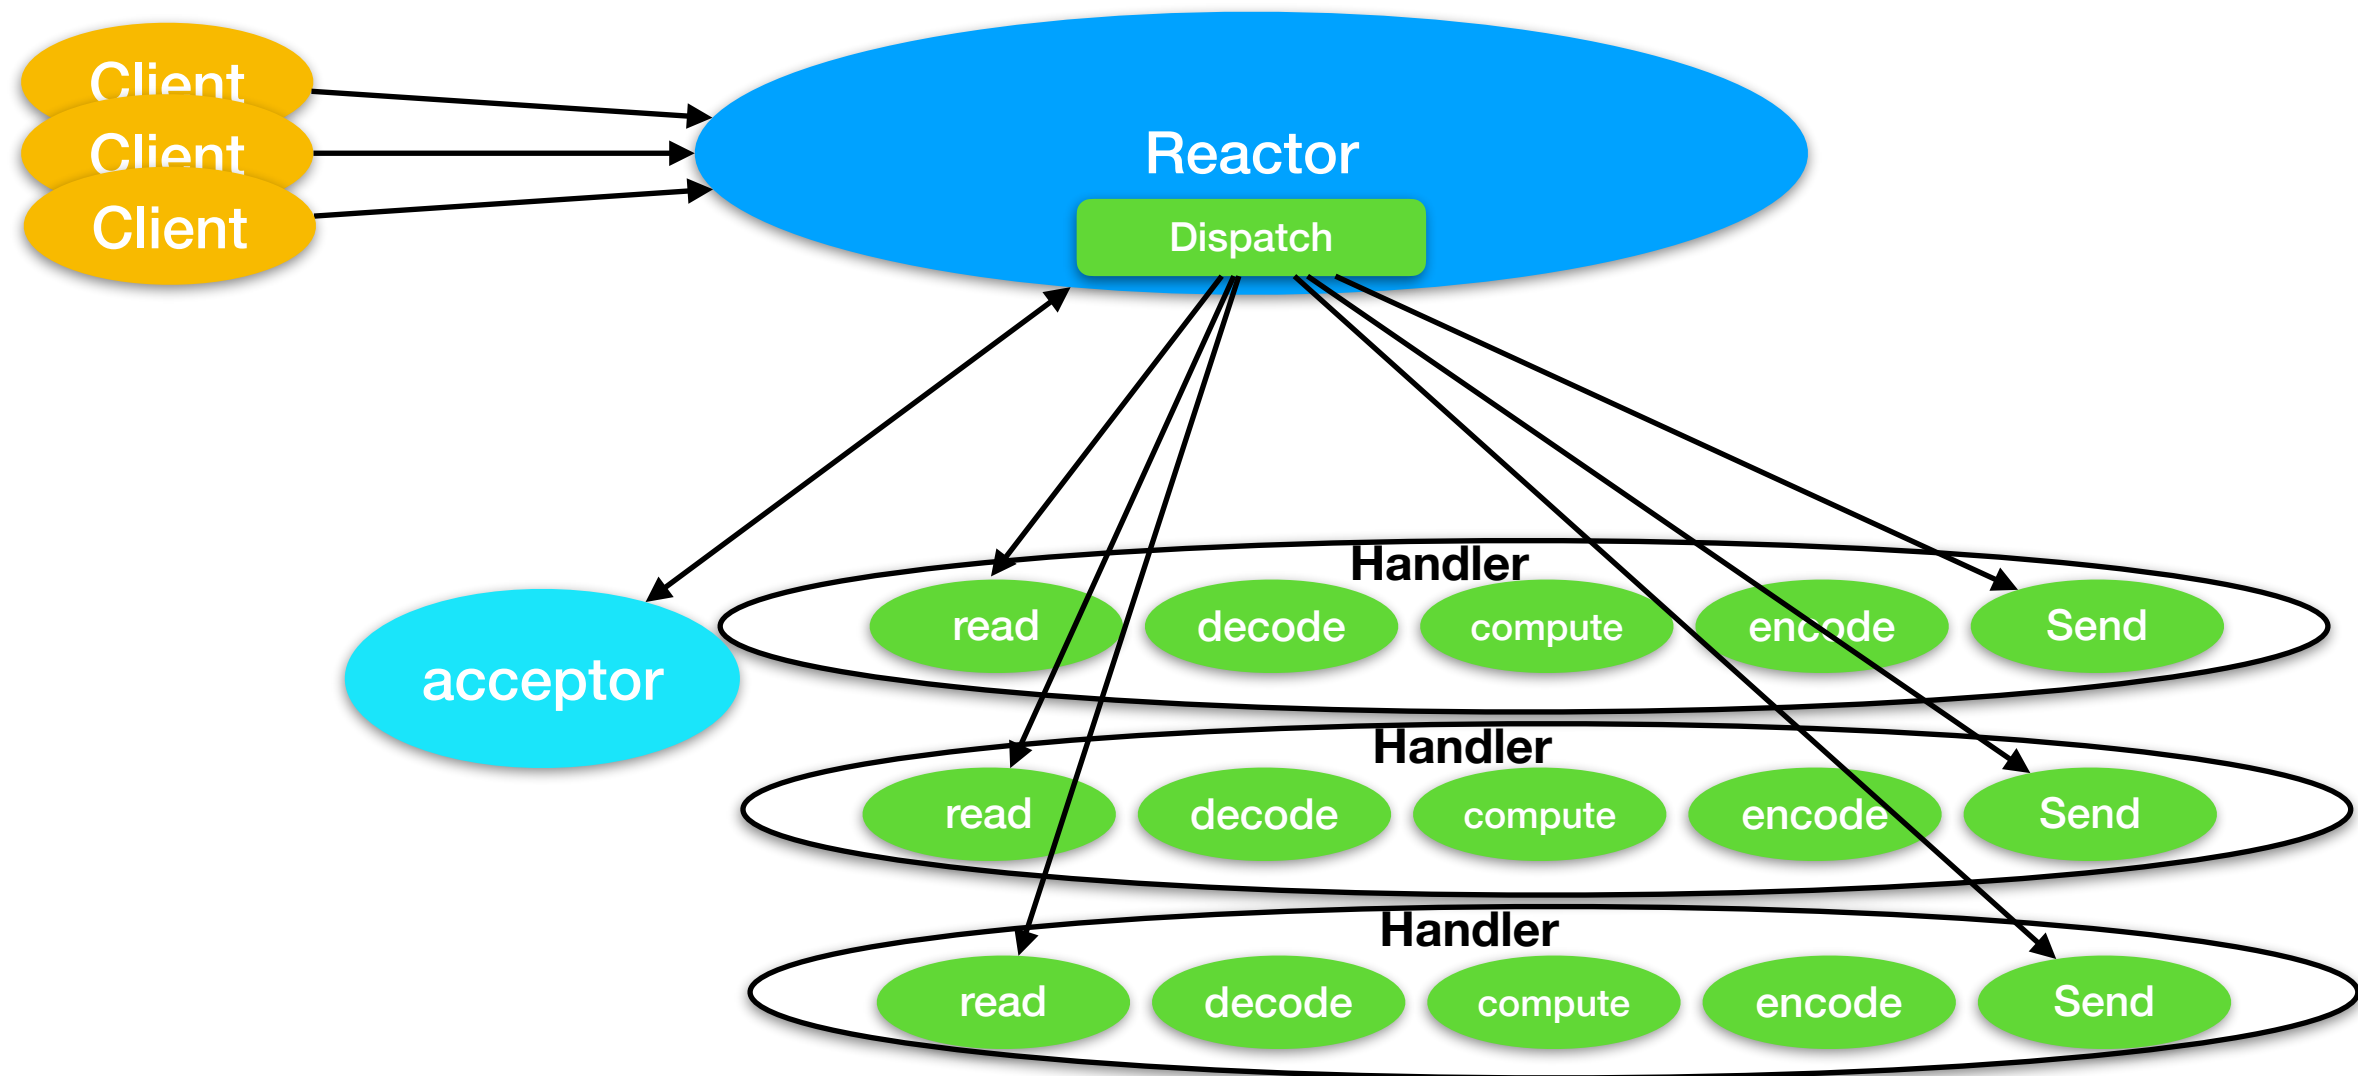 Client
Client
Client
Reactor
Dispatch
acceptor
Handler
read decode compute encode Send
Handler
read decode compute encode Send
Handler
read decode compute encode Send